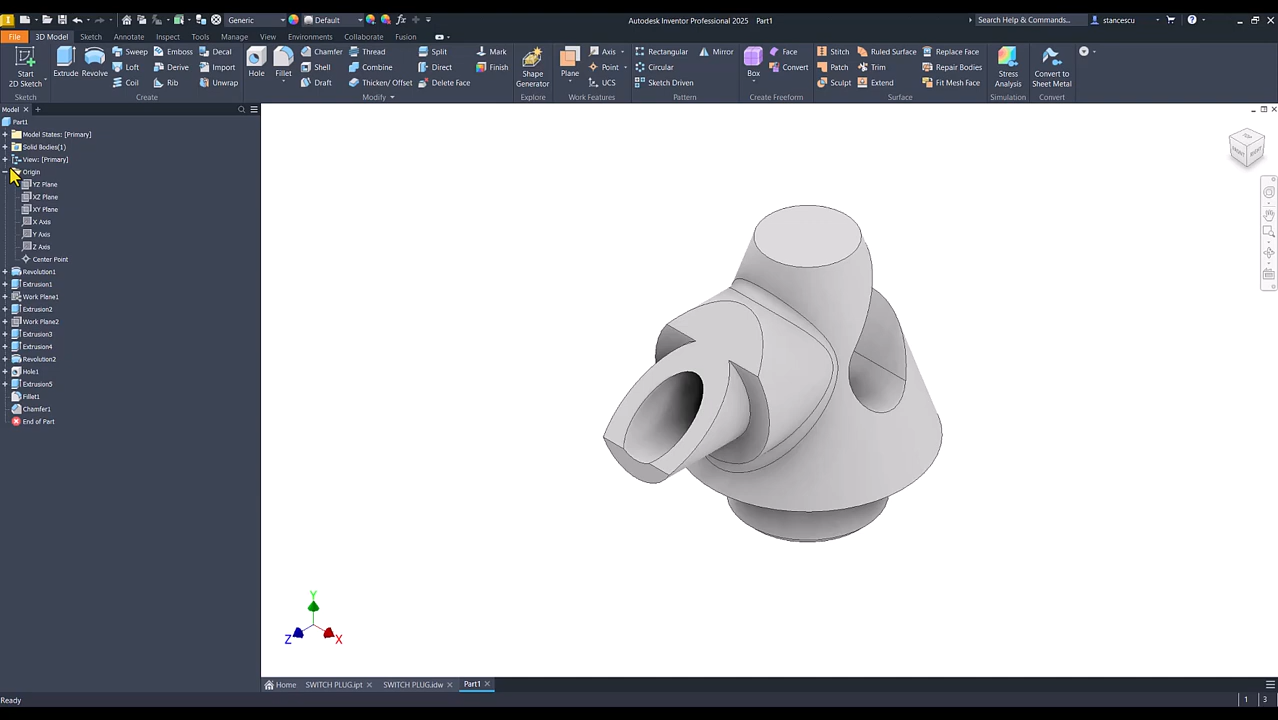 Generic
Default
fx
Autodesk Inventor Professional 2025 Part1
Search Help & Commands...
stancescu
File
3D Model
Sketch
Annotate
Inspect
Tools
Manage
View
Environments
Collaborate
Fusion
Start
2D Sketch
Extrude
Revolve
Sweep
Emboss
Decal
Loft
Derive
Import
Coil
Rib
Unwrap
Hole
Fillet
Chamfer
Thread
Split
Mark
Shell
Combine
Direct
Finish
Draft
Thicken/ Offset
Delete Face
Shape
Generator
Plane
Axis
Point
UCS
Rectangular
Mirror
Circular
Sketch Driven
Box
Face
Convert
Stitch
Ruled Surface
Replace Face
Patch
Trim
Repair Bodies
Sculpt
Extend
Fit Mesh Face
Stress
Analysis
Convert to
Sheet Metal
Sketch
Create
Modify
Explore
Work Features
Pattern
Create Freeform
Surface
Simulation
Convert
Model
Part1
Model States: [Primary]
Solid Bodies(1)
View: [Primary]
Origin
YZ Plane
XZ Plane
XY Plane
X Axis
Y Axis
Z Axis
Center Point
Revolution1
Extrusion1
Work Plane1
Extrusion2
Work Plane2
Extrusion3
Extrusion4
Revolution2
Hole1
Extrusion5
Fillet1
Chamfer1
End of Part
TOP
FRONT
RIGHT
Y
Z
X
Home
SWITCH PLUG.ipt
SWITCH PLUG.idw
Part1
Ready
1
3